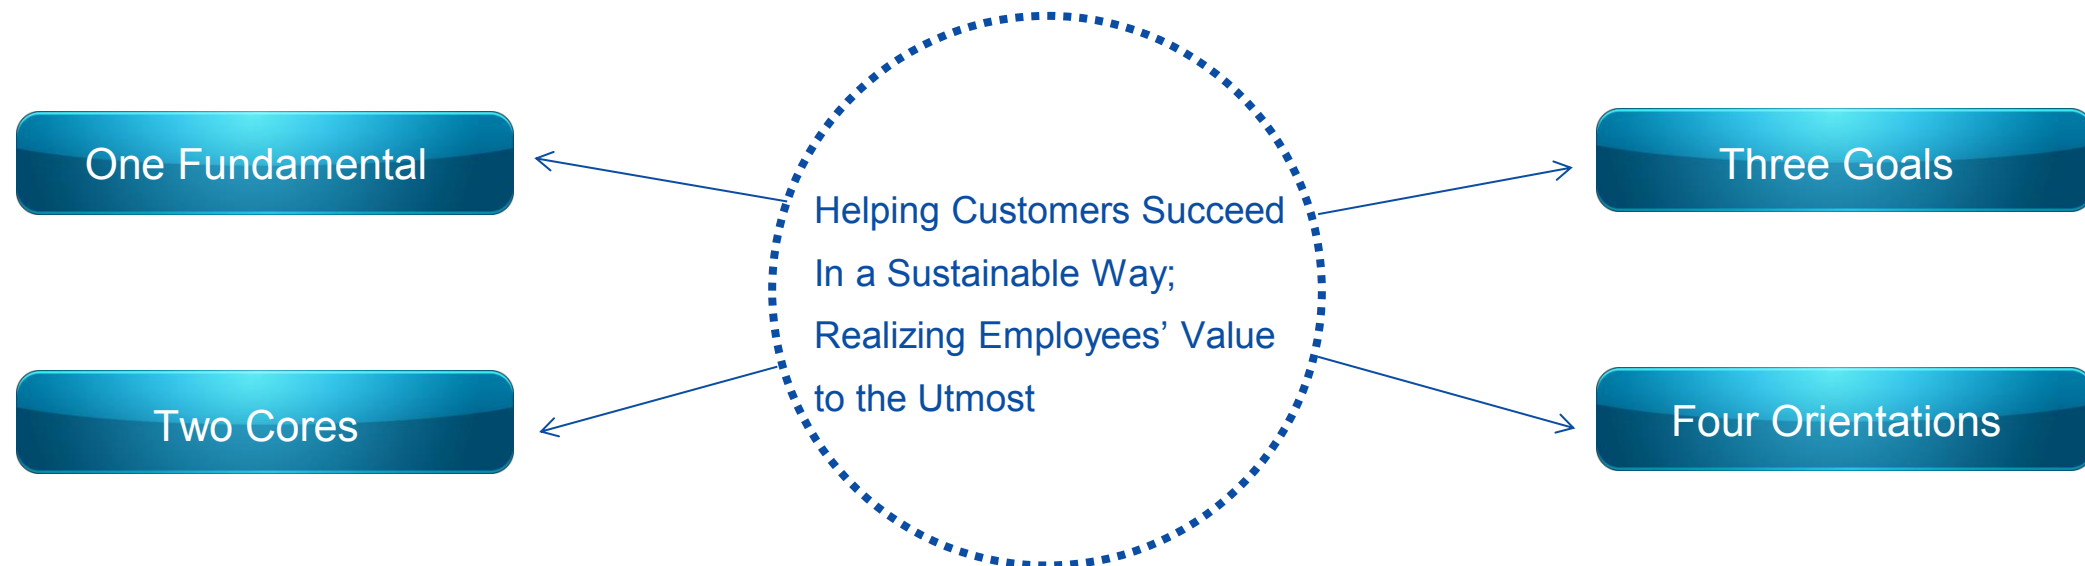 One Fundamental
Two Cores
Helping Customers Succeed
In a Sustainable Way;
Realizing Employees’ Value
to the Utmost
Three Goals
Four Orientations